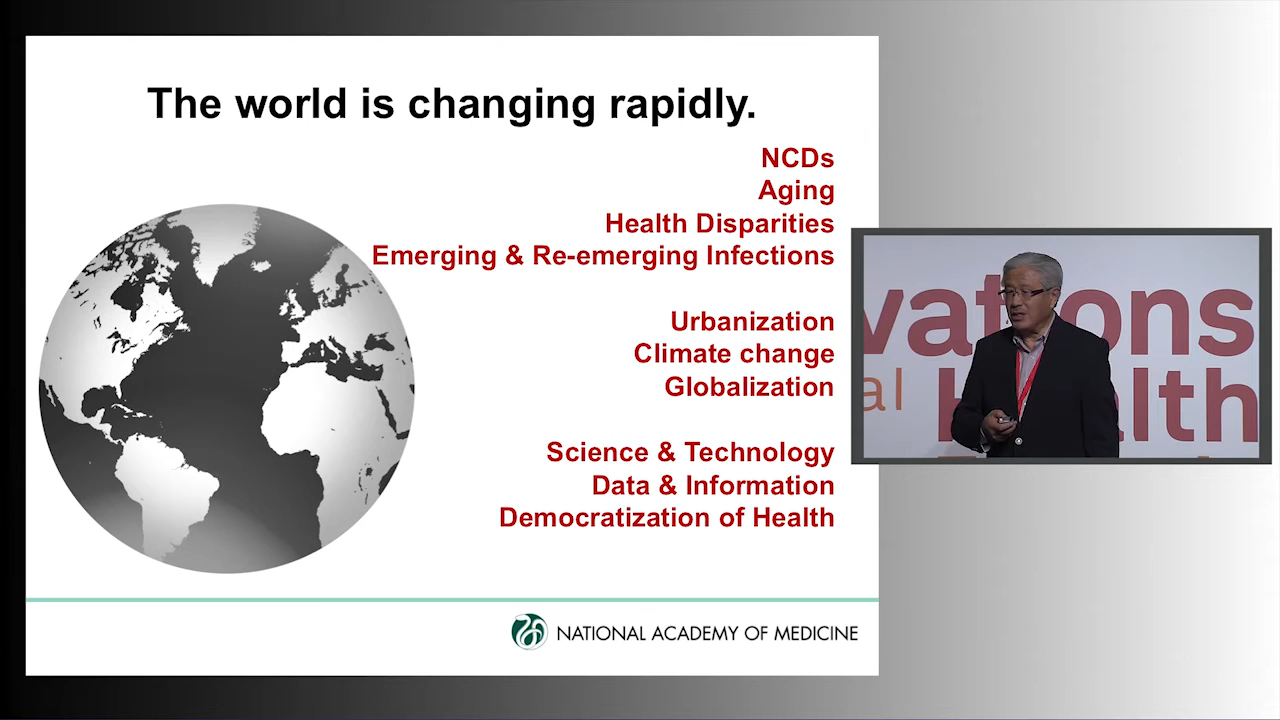 The world is changing rapidly.
NCDs
Aging
Health Disparities
Emerging & Re-emerging Infections
Urbanization
Climate change
Globalization
Science & Technology
Data & Information
Democratization of Health
NATIONAL ACADEMY OF MEDICINE
vations
al Health